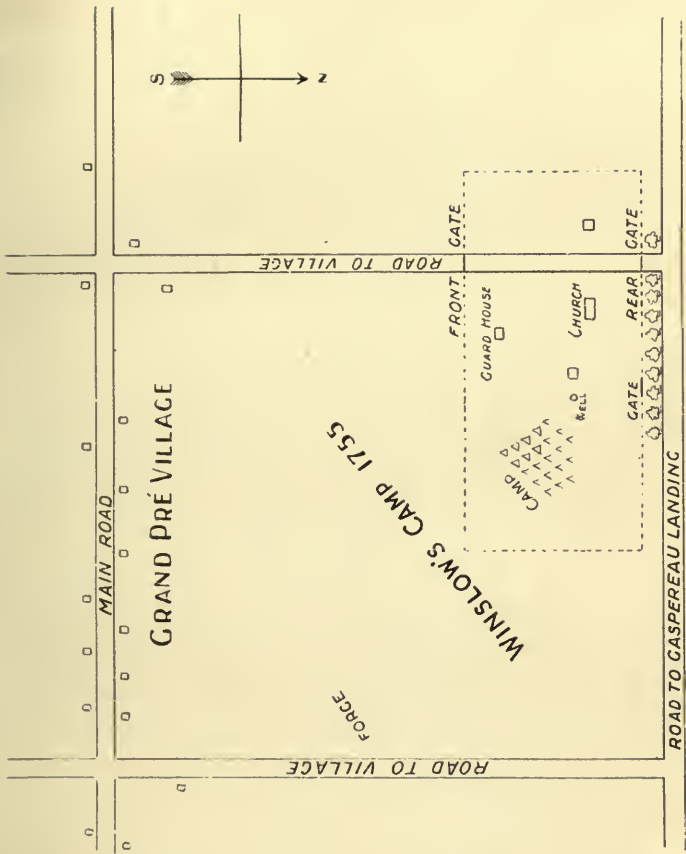 S
N
MAIN ROAD
GRAND PRÉ VILLAGE
ROAD TO VILLAGE
FRONT GATE
GUARD HOUSE
CHURCH
REAR GATE
WELL
GATE
CAMP
WINSLOW'S CAMP 1755
FORGE
ROAD TO VILLAGE
ROAD TO GASPEREAU LANDING